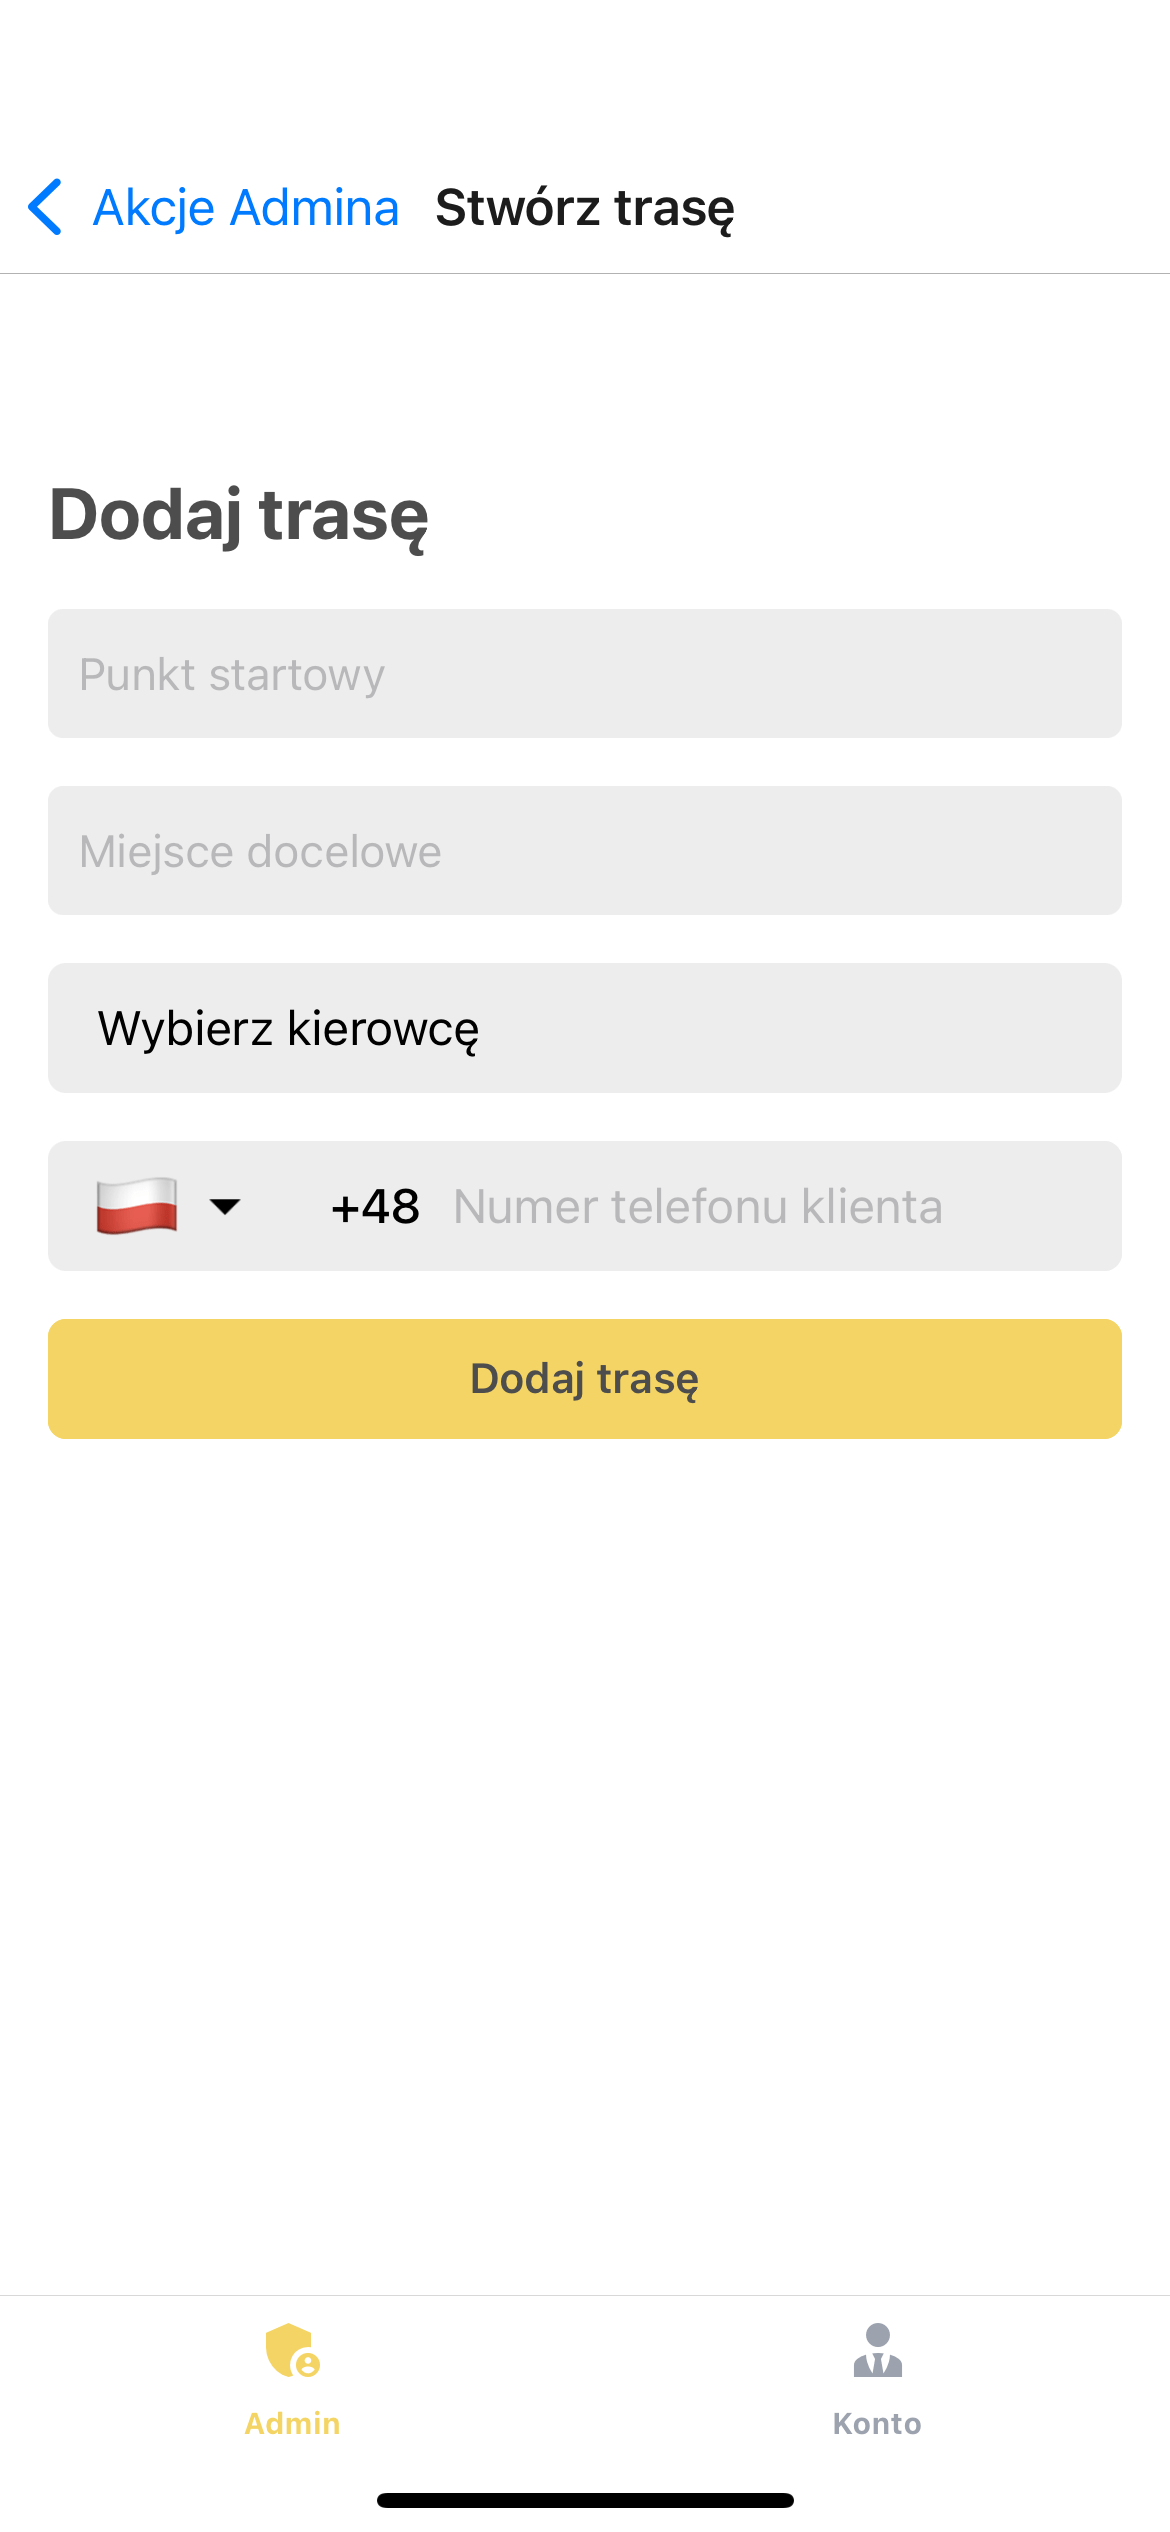 Akcje Admina Stwórz trasę
Dodaj trasę
Punkt startowy
Miejsce docelowe
Wybierz kierowcę
+48 Numer telefonu klienta
Dodaj trasę
Admin Konto